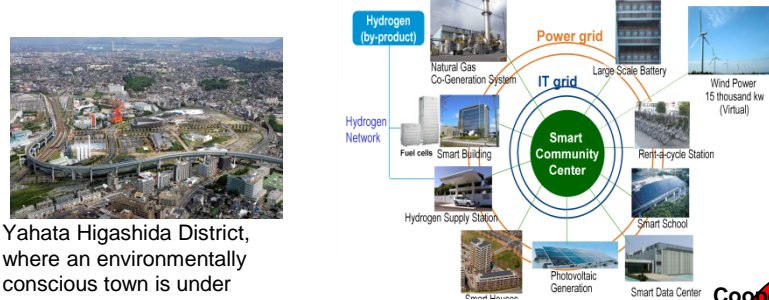 Yahata Higashida District,
where an environmentally
conscious town is under
Hydrogen
(by-product)
Power grid
Natural Gas
Co-Generation System
Large Scale Battery
IT grid
Wind Power
15 thousand kw
(Virtual)
Hydrogen
Network
Fuel cells
Smart Building
Smart
Community
Center
Rent-a-cycle Station
Hydrogen Supply Station
Smart School
Photovoltaic
Generation
Smart Houses
Smart Data Center